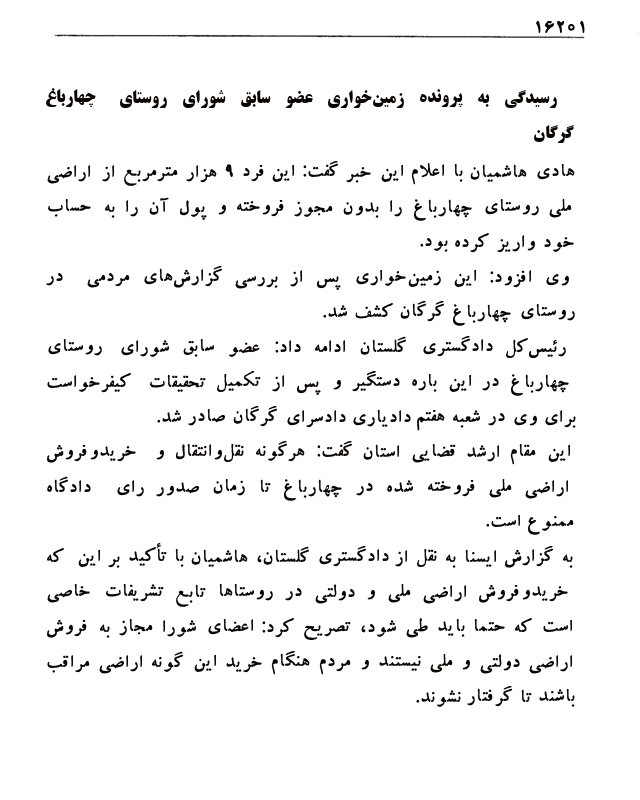 ۱۶۲۰۱
رسیدگی به پرونده زمین‌خواری عضو سابق شورای روستای چهارباغ
گرگان
هادی هاشمیان با اعلام این خبر گفت: این فرد ۹ هزار مترمربع از اراضی
ملی روستای چهارباغ را بدون مجوز فروخته و پول آن را به حساب
خود واریز کرده بود.
وی افزود: این زمین‌خواری پس از بررسی گزارش‌های مردمی در
روستای چهارباغ گرگان کشف شد.
رئیس‌کل دادگستری گلستان ادامه داد: عضو سابق شورای روستای
چهارباغ در این باره دستگیر و پس از تکمیل تحقیقات کیفرخواست
برای وی در شعبه هفتم دادیاری دادسرای گرگان صادر شد.
این مقام ارشد قضایی استان گفت: هرگونه نقل‌وانتقال و خریدوفروش
اراضی ملی فروخته شده در چهارباغ تا زمان صدور رای دادگاه
ممنوع است.
به گزارش ایسنا به نقل از دادگستری گلستان، هاشمیان با تأکید بر این که
خریدوفروش اراضی ملی و دولتی در روستاها تابع تشریفات خاصی
است که حتما باید طی شود، تصریح کرد: اعضای شورا مجاز به فروش
اراضی دولتی و ملی نیستند و مردم هنگام خرید این گونه اراضی مراقب
باشند تا گرفتار نشوند.